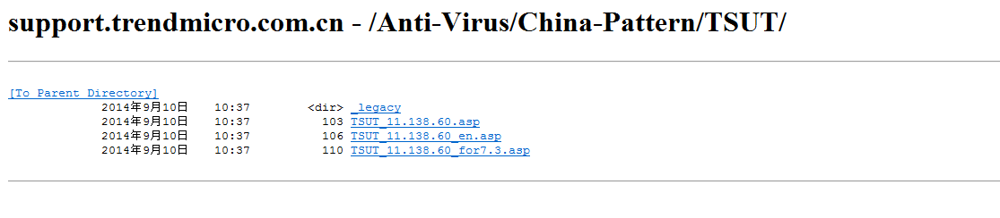 support.trendmicro.com.cn - /Anti-Virus/China-Pattern/TSUT/
[To Parent Directory]
2014年9月10日 10:37 <dir> _legacy
2014年9月10日 10:37 103 TSUT_11.138.60.asp
2014年9月10日 10:37 106 TSUT_11.138.60_en.asp
2014年9月10日 10:37 110 TSUT_11.138.60_for7.3.asp